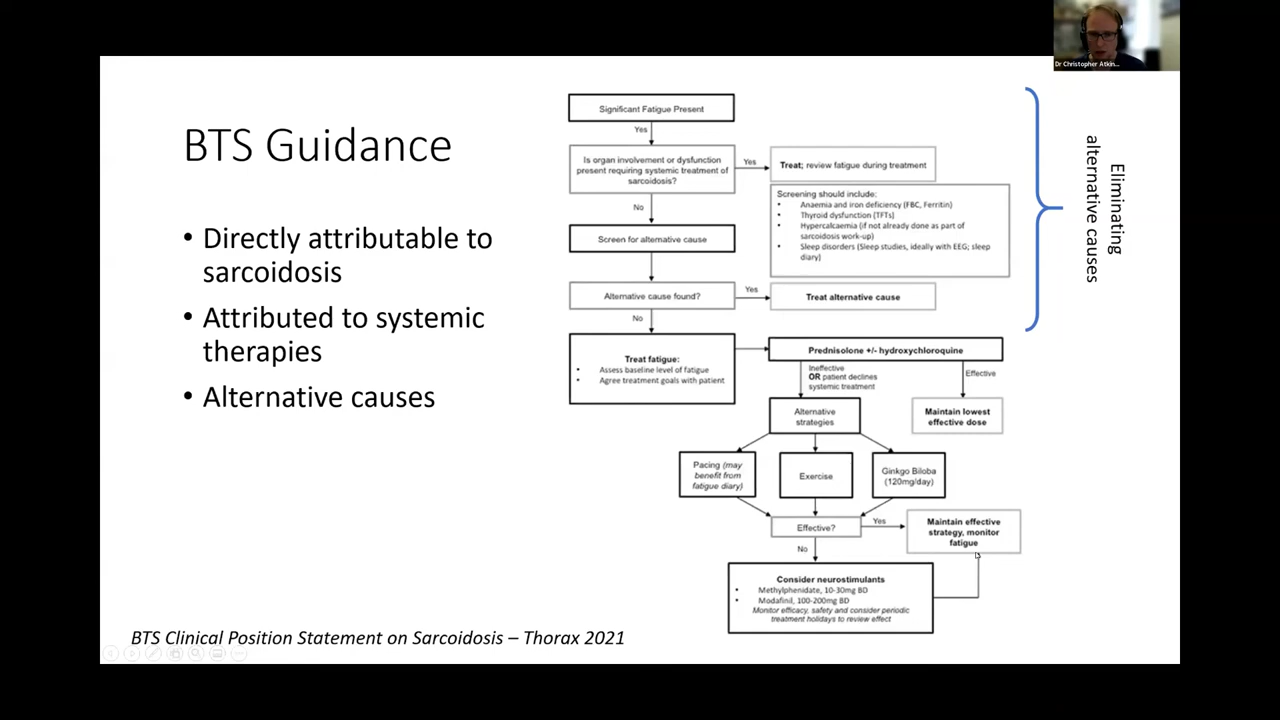 Dr Christopher Atkin...
BTS Guidance
• Directly attributable to
sarcoidosis
• Attributed to systemic
therapies
• Alternative causes
Significant Fatigue Present
Yes
Is organ involvement or dysfunction
present requiring systemic treatment of
sarcoidosis?
Yes
Treat; review fatigue during treatment
No
Screening should include:
• Anaemia and iron deficiency (FBC, Ferritin)
• Thyroid dysfunction (TFTs)
• Hypercalcaemia (if not already done as part of
sarcoidosis work-up)
• Sleep disorders (Sleep studies, ideally with EEG; sleep
diary)
Screen for alternative cause
Alternative cause found?
Yes
Treat alternative cause
No
Eliminating
alternative causes
Treat fatigue:
• Assess baseline level of fatigue
• Agree treatment goals with patient
Prednisolone +/- hydroxychloroquine
Ineffective
OR patient declines
systemic treatment
Effective
Alternative
strategies
Maintain lowest
effective dose
Pacing (may
benefit from
fatigue diary)
Exercise
Ginkgo Biloba
(120mg/day)
Effective?
Yes
Maintain effective
strategy, monitor
fatigue
No
Consider neurostimulants
• Methylphenidate, 10-30mg BD
• Modafinil, 100-200mg BD
Monitor efficacy, safety and consider periodic
treatment holidays to review effect
BTS Clinical Position Statement on Sarcoidosis – Thorax 2021